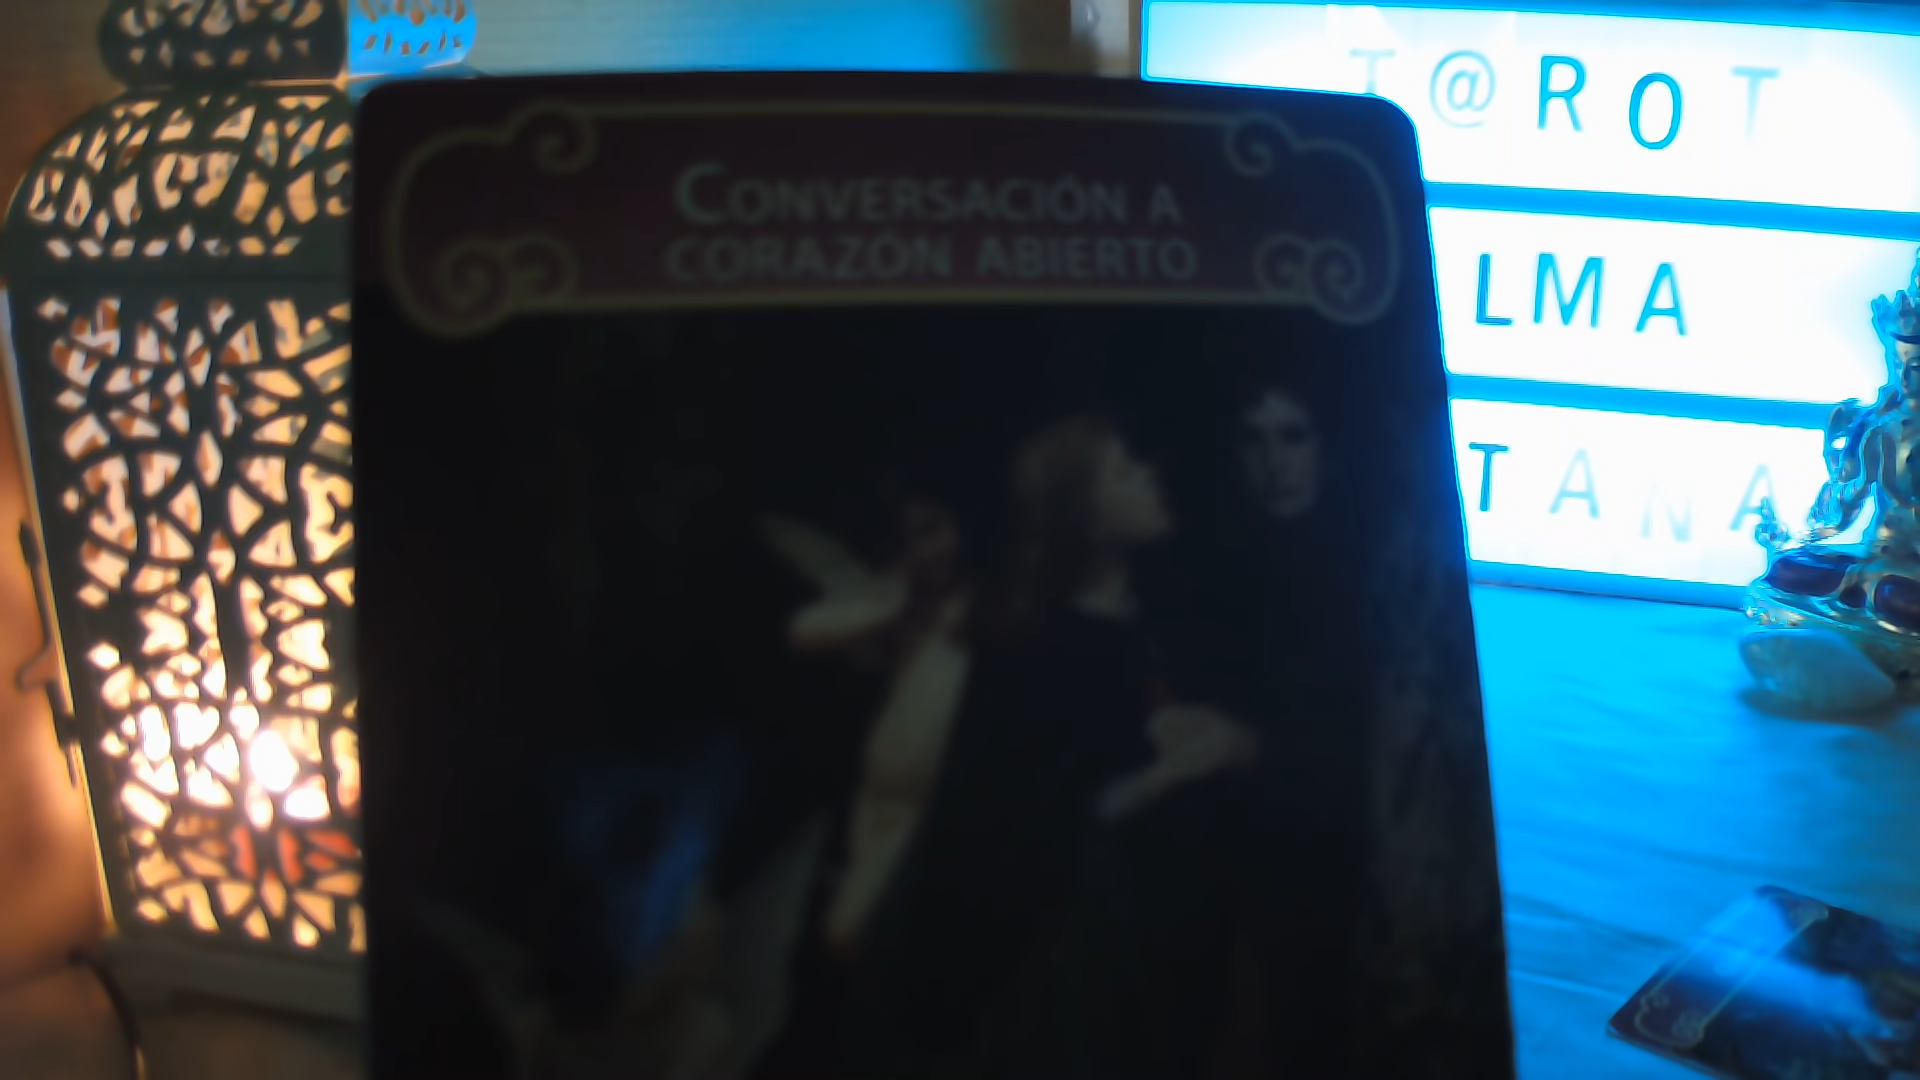 CONVERSACIÓN A
CORAZÓN ABIERTO
T@ROT
LMA
TANA